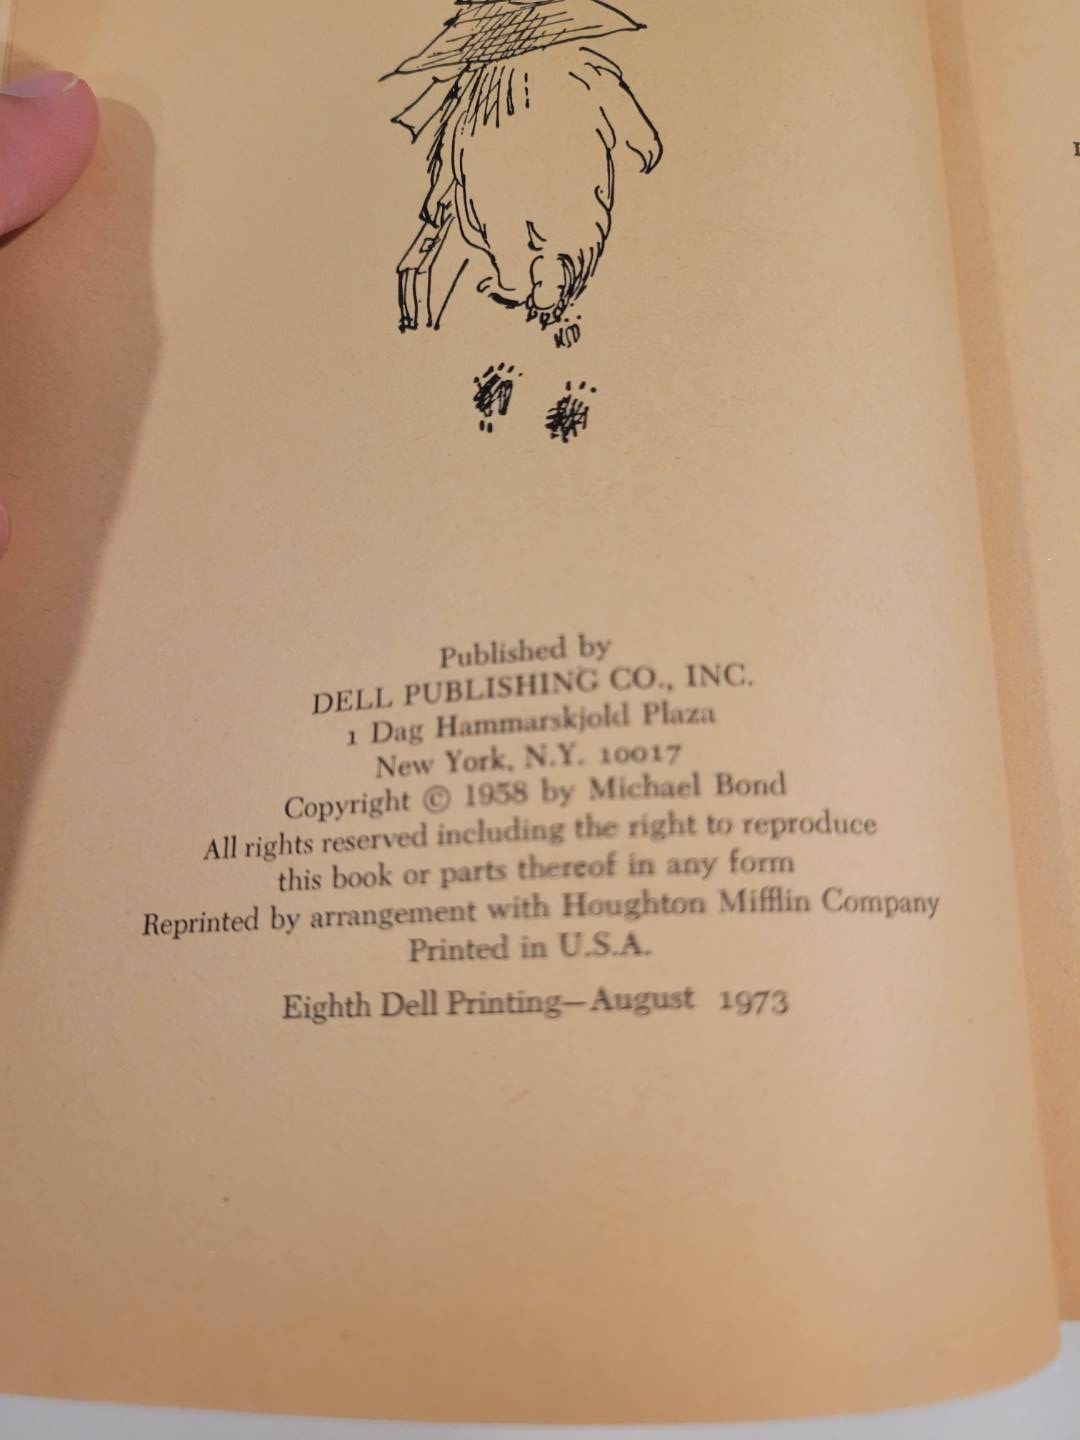 Published by
DELL PUBLISHING CO., INC.
1 Dag Hammarskjold Plaza
New York, N.Y. 10017
Copyright © 1958 by Michael Bond
All rights reserved including the right to reproduce
this book or parts thereof in any form
Reprinted by arrangement with Houghton Mifflin Company
Printed in U.S.A.
Eighth Dell Printing—August 1973